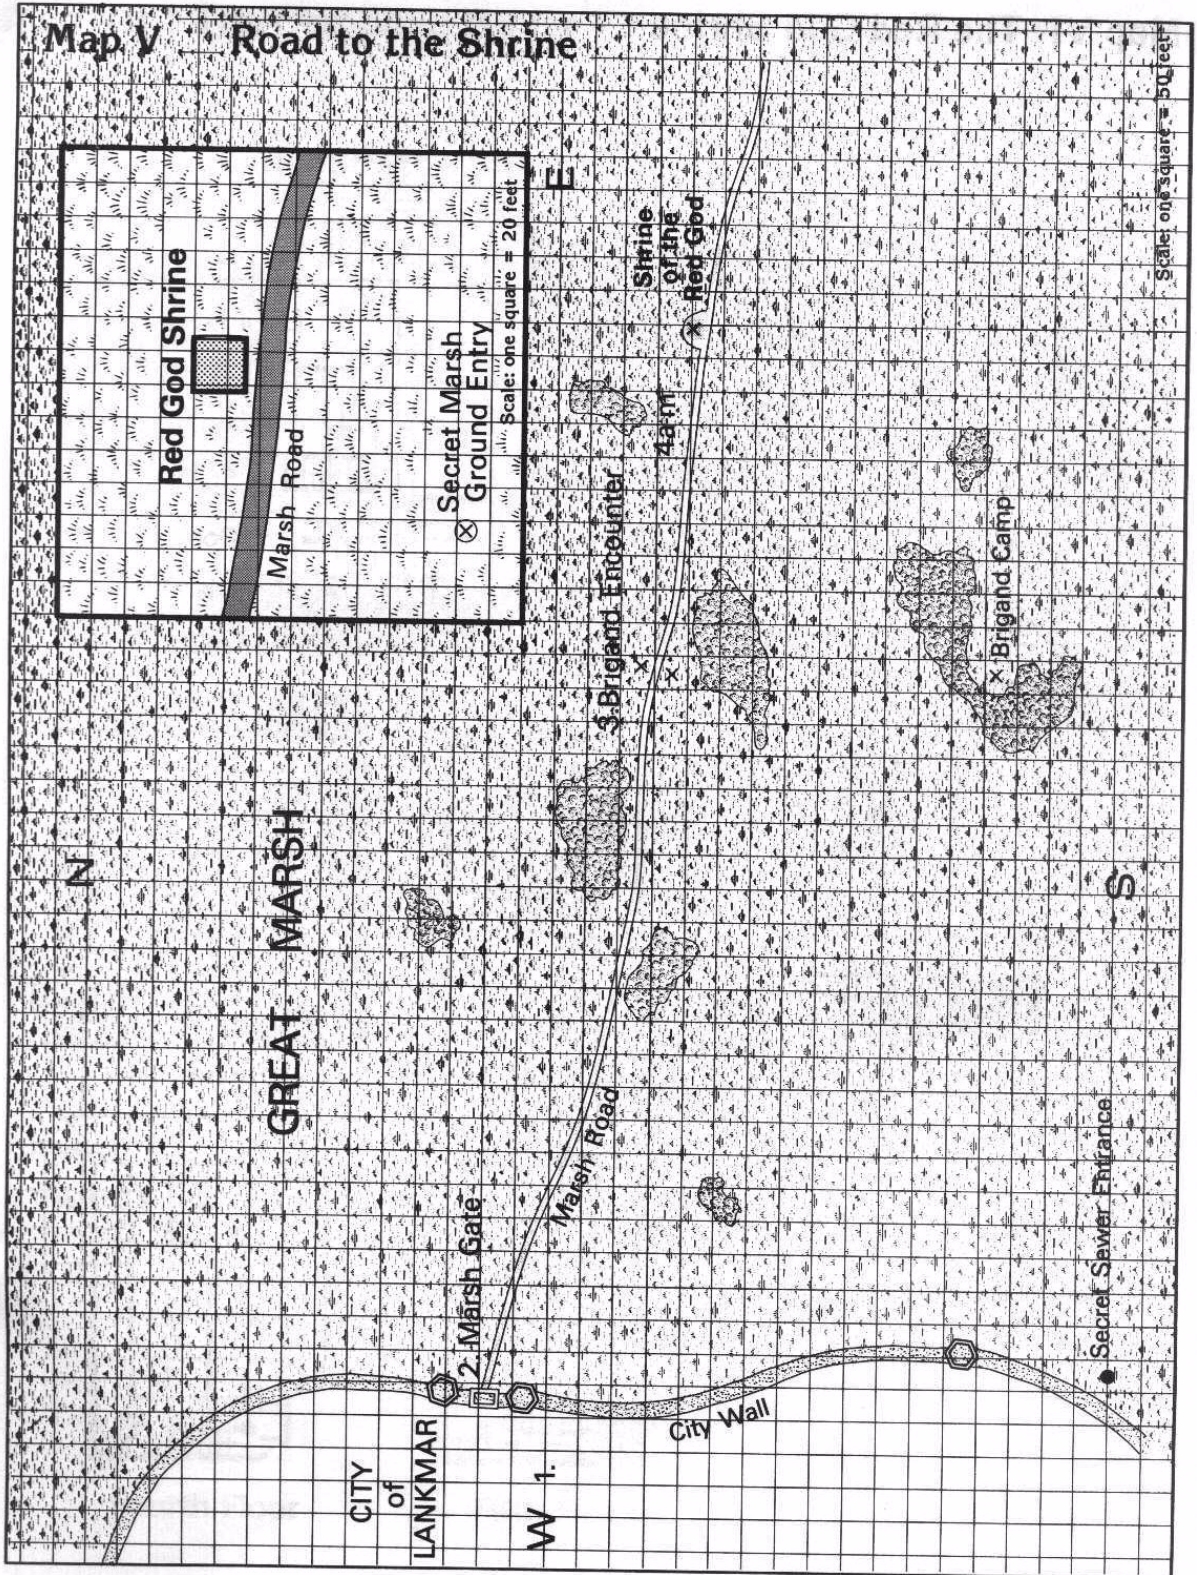 Map V Road to the Shrine
Red God Shrine
Marsh Road
Secret Marsh
Ground Entry
Scale: one square = 20 feet
E
Shrine
of the
Red God
4am
3 Brigand Encounter
Brigand Camp
N
GREAT MARSH
S
Marsh Road
2. Marsh Gate
Secret Sewer Entrance
City Wall
CITY
of
LANKMAR
W
1.
Scale: one square = 50 feet